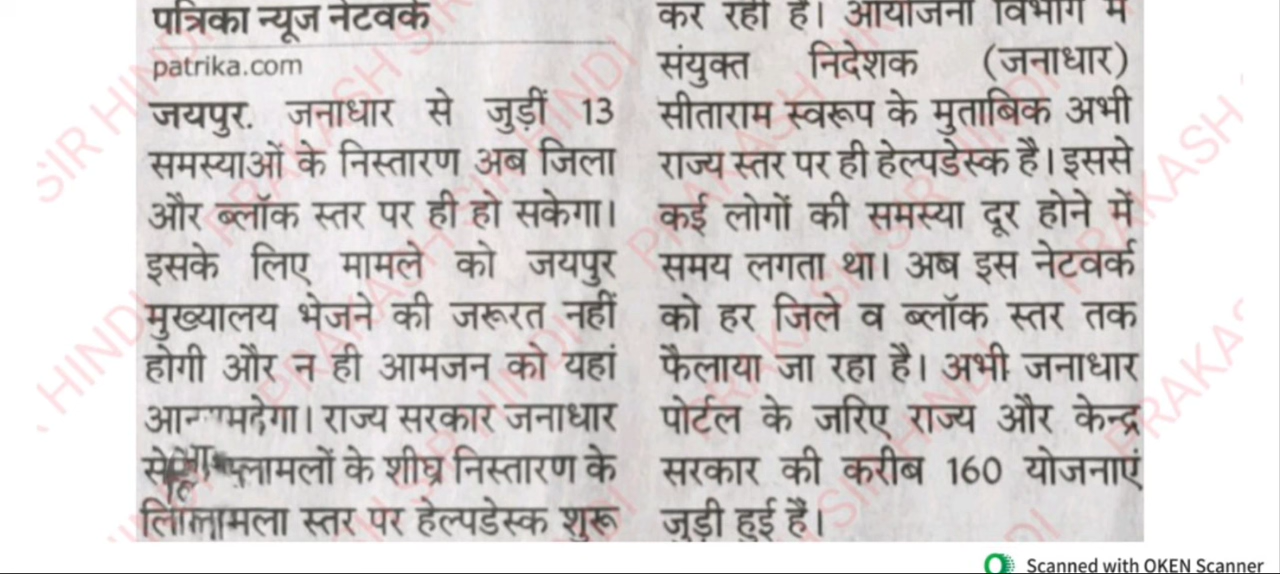 पत्रिका न्यूज नेटवर्क
patrika.com
जयपुर. जनाधार से जुड़ीं 13
समस्याओं के निस्तारण अब जिला
और ब्लॉक स्तर पर ही हो सकेगा।
इसके लिए मामले को जयपुर
मुख्यालय भेजने की जरूरत नहीं
होगी और न ही आमजन को यहां
राज्य सरकार जनाधार
के शीघ्र निस्तारण के
स्तर पर हेल्पडेस्क शुरू
कर रही है। आयोजना विभाग में
संयुक्त निदेशक (जनाधार)
सीताराम स्वरूप के मुताबिक अभी
राज्य स्तर पर ही हेल्पडेस्क है। इससे
कई लोगों की समस्या दूर होने में
समय लगता था। अब इस नेटवर्क
को हर जिले व ब्लॉक स्तर तक
फैलाया जा रहा है। अभी जनाधार
पोर्टल के जरिए राज्य और केन्द्र
सरकार की करीब 160 योजनाएं
जुड़ी हुई है।
PRAKASH SIR HINDI
Scanned with OKEN Scanner